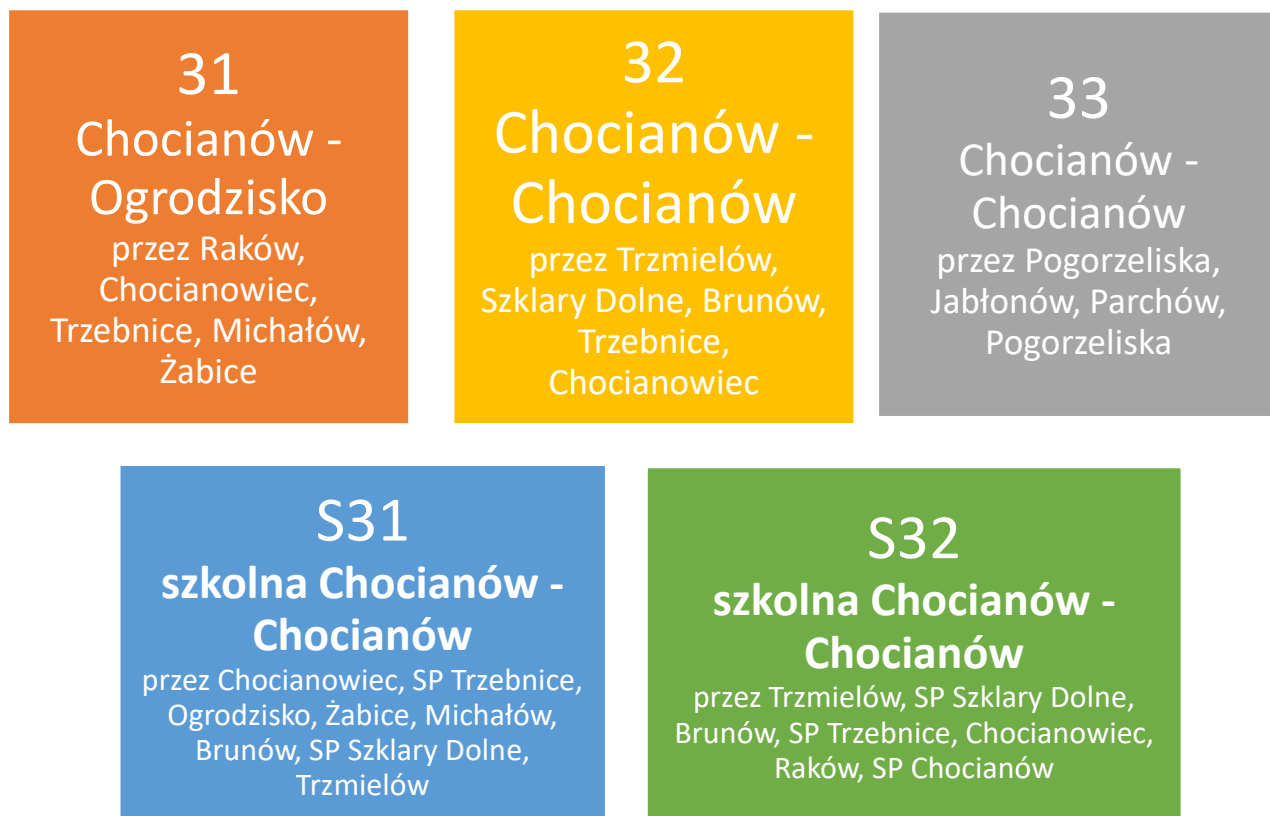 31
Chocianów -
Ogrodzisko
przez Raków,
Chocianowiec,
Trzebnice, Michałów,
Żabice
32
Chocianów -
Chocianów
przez Trzmielów,
Szklary Dolne, Brunów,
Trzebnice,
Chocianowiec
33
Chocianów -
Chocianów
przez Pogorzeliska,
Jabłonów, Parchów,
Pogorzeliska
S31
szkolna Chocianów -
Chocianów
przez Chocianowiec, SP Trzebnice,
Ogrodzisko, Żabice, Michałów,
Brunów, SP Szklary Dolne,
Trzmielów
S32
szkolna Chocianów -
Chocianów
przez Trzmielów, SP Szklary Dolne,
Brunów, SP Trzebnice, Chocianowiec,
Raków, SP Chocianów